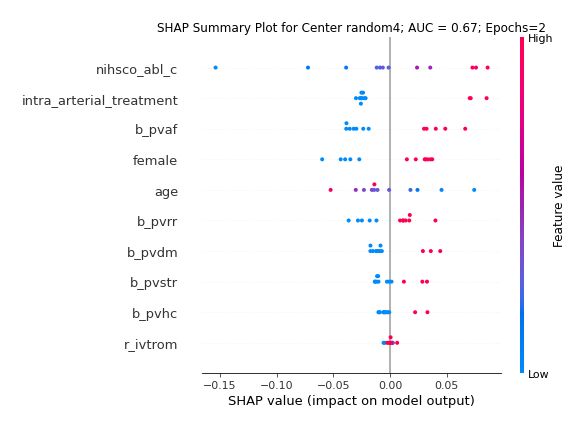 SHAP Summary Plot for Center random4; AUC = 0.67; Epochs=2
High
nihsco_abl_c
intra_arterial_treatment
b_pvaf
female
age
b_pvrr
b_pvdm
b_pvstr
b_pvhc
r_ivtrom
Feature value
Low
−0.15 −0.10 −0.05 0.00 0.05
SHAP value (impact on model output)